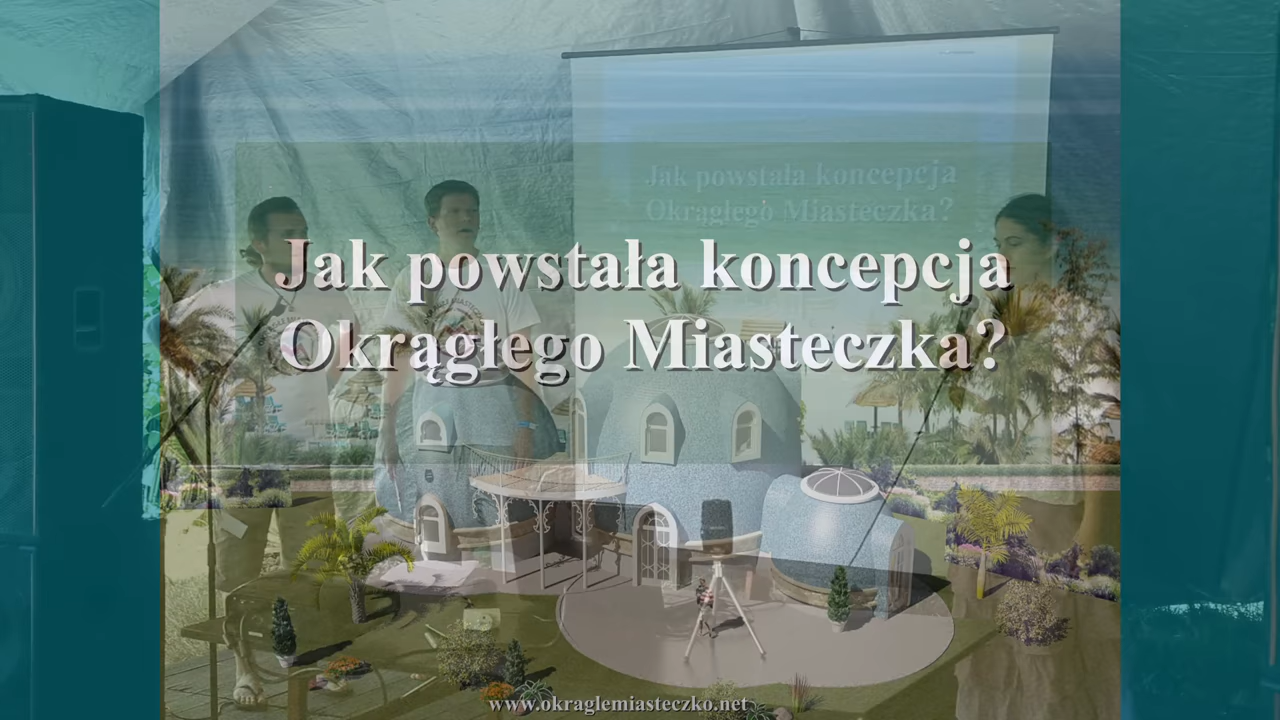 Jak powstała koncepcja
Okrągłego Miasteczka?
Jak powstała koncepcja
Okrągłego Miasteczka?
www.okraglemiasteczko.net